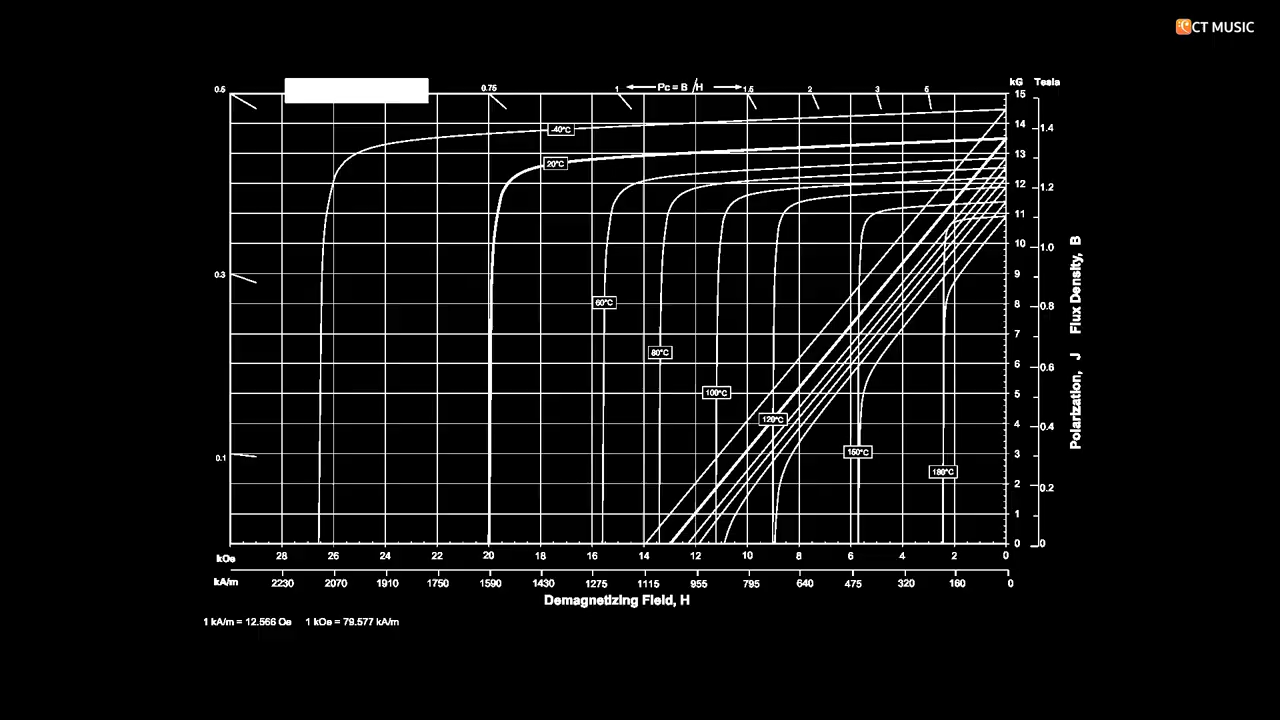 CT MUSIC
kG Tesla
0.5 0.75 1 Pc = B / H 1.5 2 3 5
15
14 1.4
-40°C
20°C
13
12 1.2
11
10 1.0
0.3
9
60°C
8 0.8
7
80°C
6 0.6
100°C
5
120°C
4 0.4
150°C
0.1
3
180°C
2 0.2
1
0 0
Polarization, J Flux Density, B
kOe 28 26 24 22 20 18 16 14 12 10 8 6 4 2 0
kA/m 2230 2070 1910 1750 1590 1430 1275 1115 955 795 640 475 320 160 0
Demagnetizing Field, H
1 kA/m = 12.566 Oe 1 kOe = 79.577 kA/m